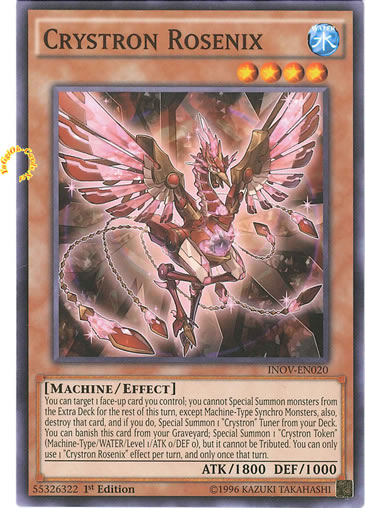 CRYSTRON ROSENIX
WATER
水
INOV-EN020
[MACHINE/EFFECT]
You can target 1 face-up card you control; you cannot Special Summon monsters
from the Extra Deck for the rest of this turn, except Machine-Type Synchro Monsters, also,
destroy that card, and if you do, Special Summon 1 "Crystron" Tuner from your Deck.
You can banish this card from your Graveyard; Special Summon 1 "Crystron Token"
(Machine-Type/WATER/Level 1/ATK 0/DEF 0), but it cannot be Tributed. You can only
use 1 "Crystron Rosenix" effect per turn, and only once that turn.
ATK/1800 DEF/1000
55326322 1st Edition ©1996 KAZUKI TAKAHASHI